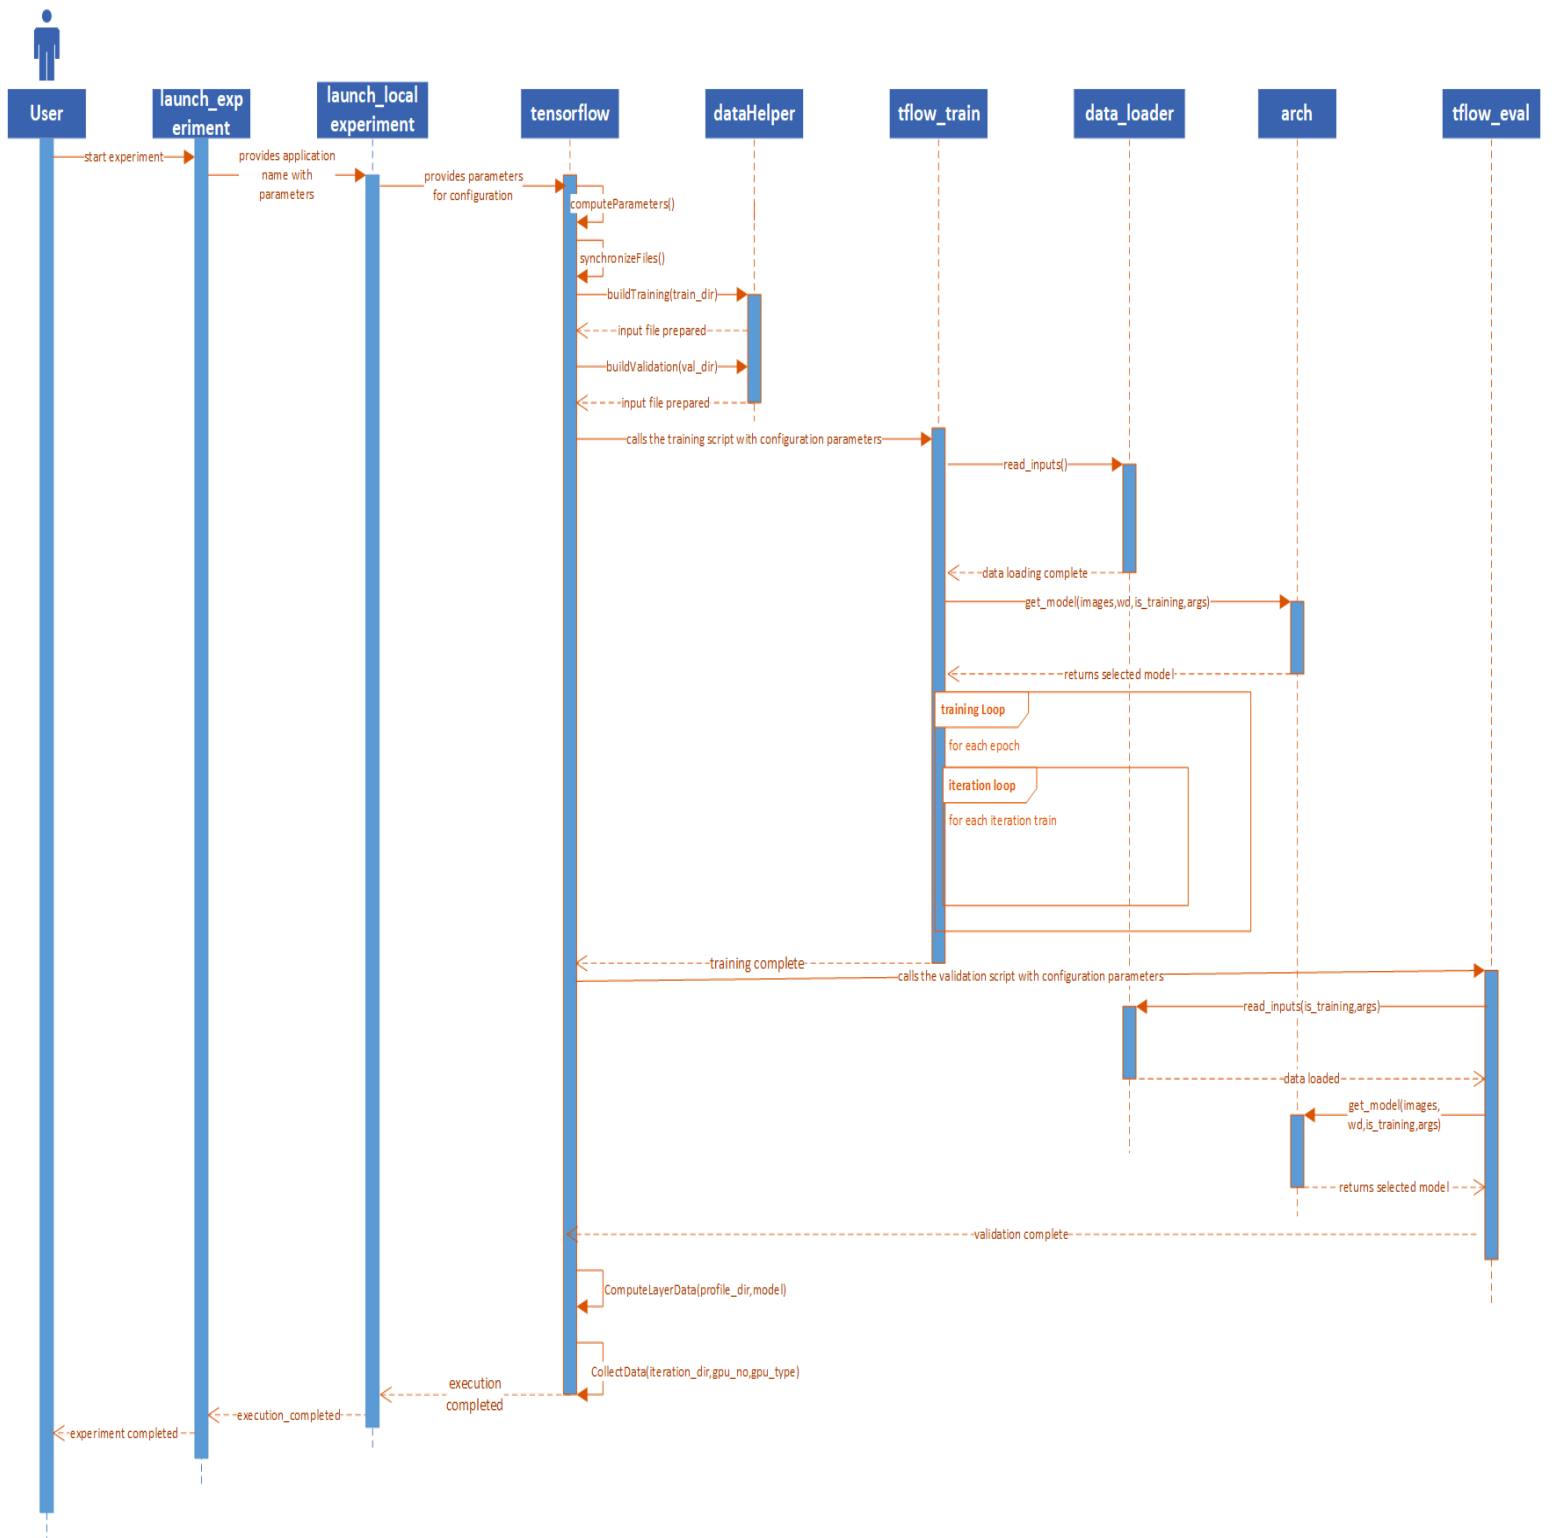 User
launch_exp
eriment
launch_local
experiment
tensorflow
dataHelper
tflow_train
data_loader
arch
tflow_eval
start experiment
provides application
name with
parameters
provides parameters
for configuration
computeParameters()
synchronizeFiles()
buildTraining(train_dir)
input file prepared
buildValidation(val_dir)
input file prepared
calls the training script with configuration parameters
read_inputs()
data loading complete
get_model(images,wd,is_training,args)
returns selected model
training Loop
for each epoch
iteration loop
for each iteration train
training complete
calls the validation script with configuration parameters
read_inputs(is_training,args)
data loaded
get_model(images,
wd,is_training,args)
returns selected model
validation complete
ComputeLayerData(profile_dir,model)
CollectData(iteration_dir,gpu_no,gpu_type)
execution
completed
execution_completed
experiment completed